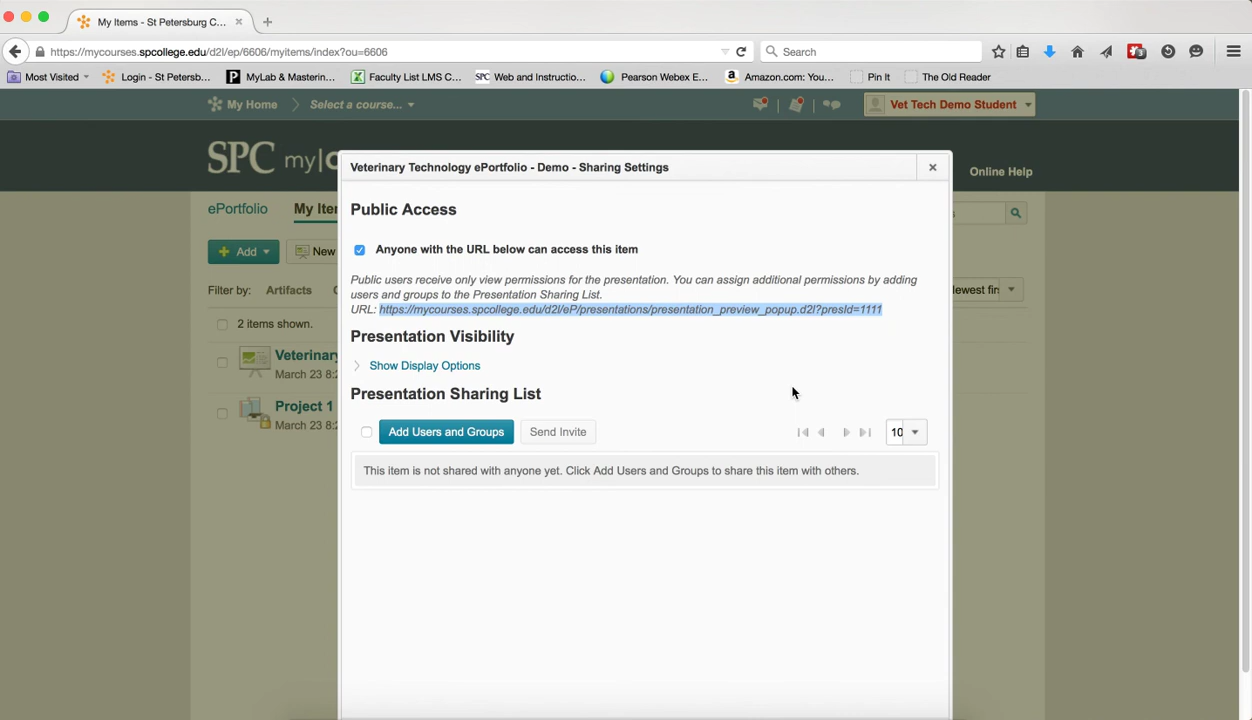 My Items - St Petersburg C...
https://mycourses.spcollege.edu/d2l/ep/6606/myitems/index?ou=6606
Search
3
Most Visited
Login - St Petersb...
P
MyLab & Masterin...
Faculty List LMS C...
SPC
Web and Instructio...
Pearson Webex E...
a
Amazon.com: You...
Pin It
The Old Reader
My Home
Select a course...
Vet Tech Demo Student
SPC
Online Help
ePortfolio
Add
New
Filter by:
Artifacts
2 items shown.
Veterinary
March 23 8:2
Project 1
March 23 8:2
Veterinary Technology ePortfolio - Demo - Sharing Settings
Public Access
Anyone with the URL below can access this item
Public users receive only view permissions for the presentation. You can assign additional permissions by adding
users and groups to the Presentation Sharing List.
URL: https://mycourses.spcollege.edu/d2l/eP/presentations/presentation_preview_popup.d2l?presId=1111
Presentation Visibility
Show Display Options
Presentation Sharing List
Add Users and Groups
Send Invite
10
This item is not shared with anyone yet. Click Add Users and Groups to share this item with others.